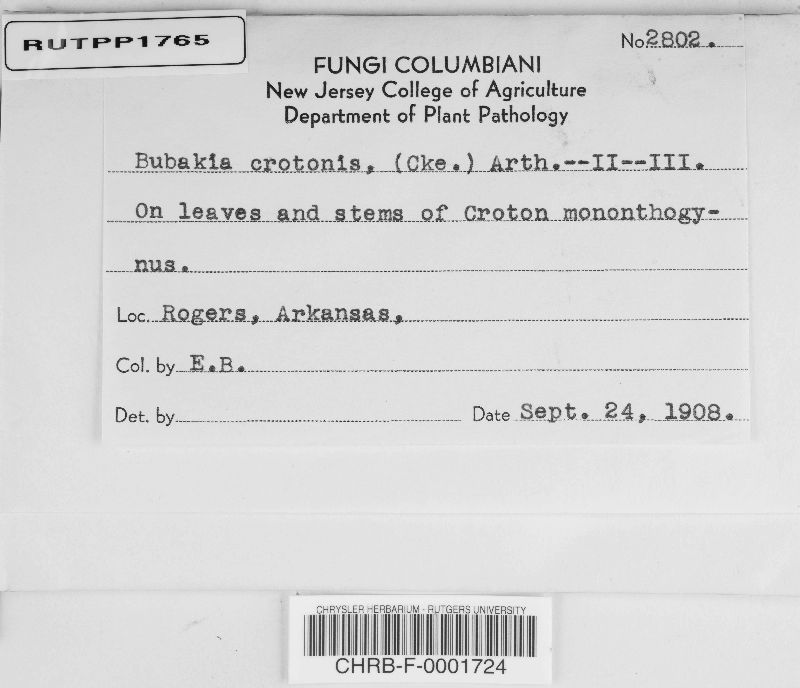 RUTPP1765
No. 2802.
FUNGI COLUMBIANI
New Jersey College of Agriculture
Department of Plant Pathology
Bubakia crotonis, (Cke.) Arth.--II--III.
On leaves and stems of Croton mononthogy-
nus.
Loc. Rogers, Arkansas,
Col. by E.B.
Det. by Date Sept. 24, 1908.
CHRYSLER HERBARIUM - RUTGERS UNIVERSITY
CHRB-F-0001724